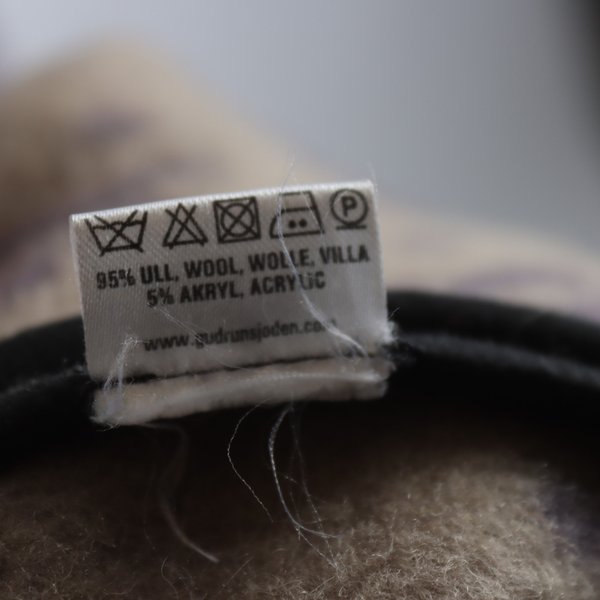 P
95% ULL, WOOL, WOLLE, VILLA
5% AKRYL, ACRYLIC
www.gudrunsjoden.com